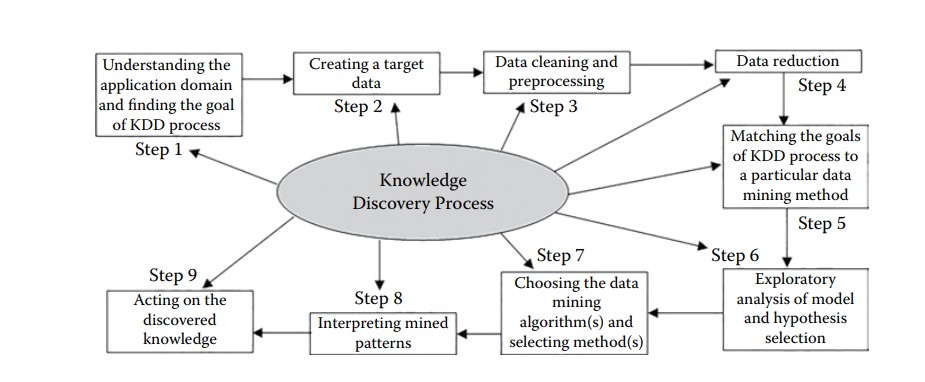 Understanding the
application domain
and finding the goal
of KDD process
Step 1
Creating a target
data
Step 2
Data cleaning and
preprocessing
Step 3
Data reduction
Step 4
Matching the goals
of KDD process to
a particular data
mining method
Step 5
Knowledge
Discovery Process
Step 6
Exploratory
analysis of model
and hypothesis
selection
Step 7
Choosing the data
mining
algorithm(s) and
selecting method(s)
Step 8
Interpreting mined
patterns
Step 9
Acting on the
discovered
knowledge